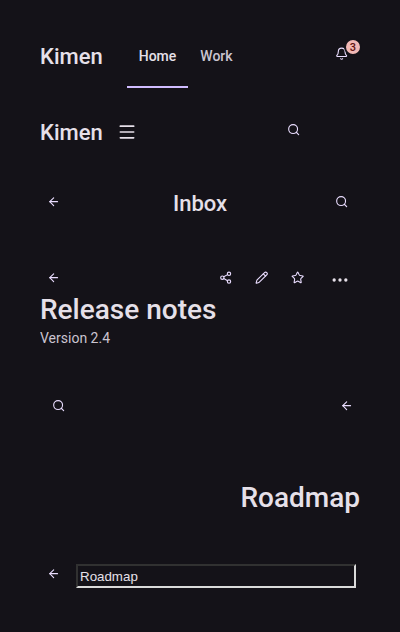 Kimen Home Work 3
Kimen
Inbox
Release notes
Version 2.4
Roadmap
Roadmap